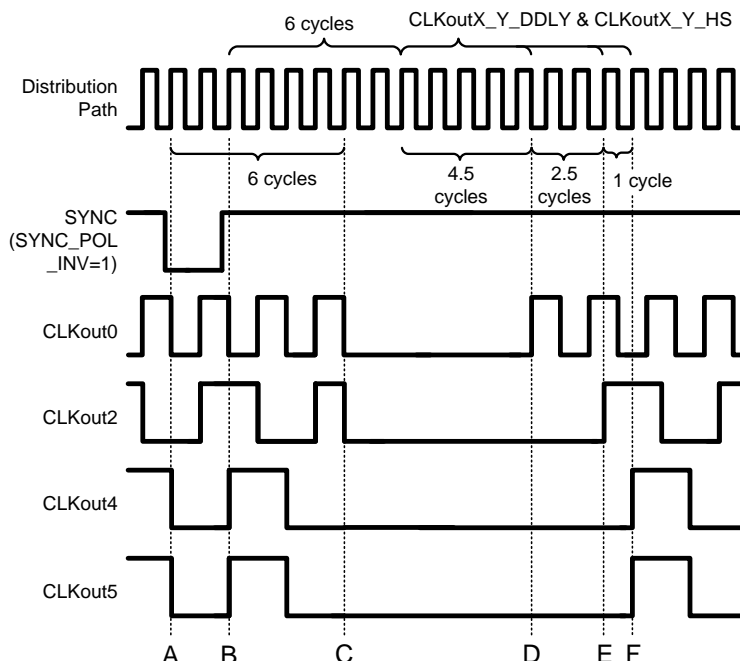 6 cycles
CLKoutX_Y_DDLY & CLKoutX_Y_HS
Distribution
Path
6 cycles
4.5
cycles
2.5
cycles
1 cycle
SYNC
(SYNC_POL
_INV=1)
CLKout0
CLKout2
CLKout4
CLKout5
A B C D E F